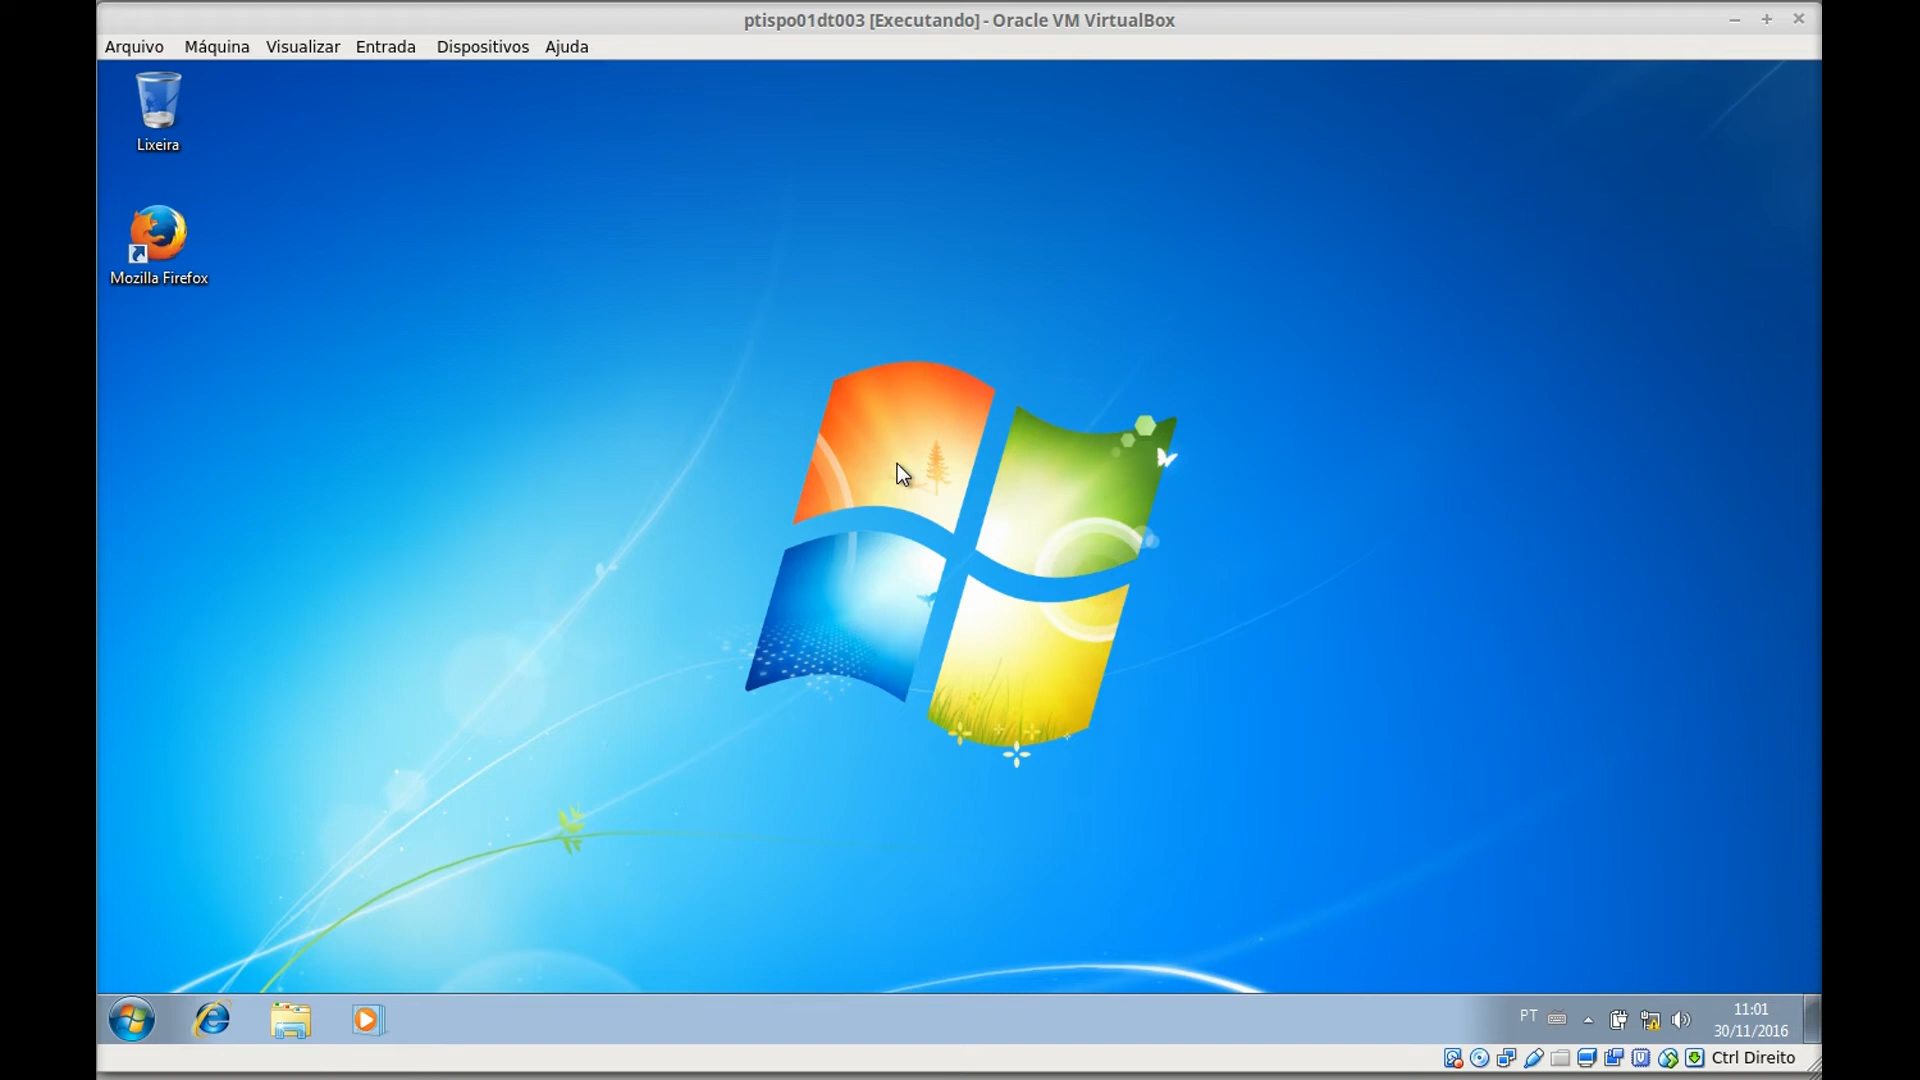 ptispo01dt003 [Executando] - Oracle VM VirtualBox
Arquivo Máquina Visualizar Entrada Dispositivos Ajuda
Lixeira
Mozilla Firefox
PT
11:01
30/11/2016
Ctrl Direito